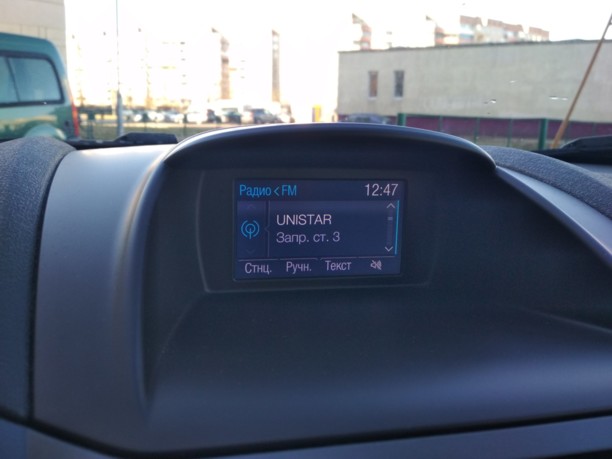 Радио < FM 12:47
UNISTAR
Запр. ст. 3
Стнц. Ручн. Текст